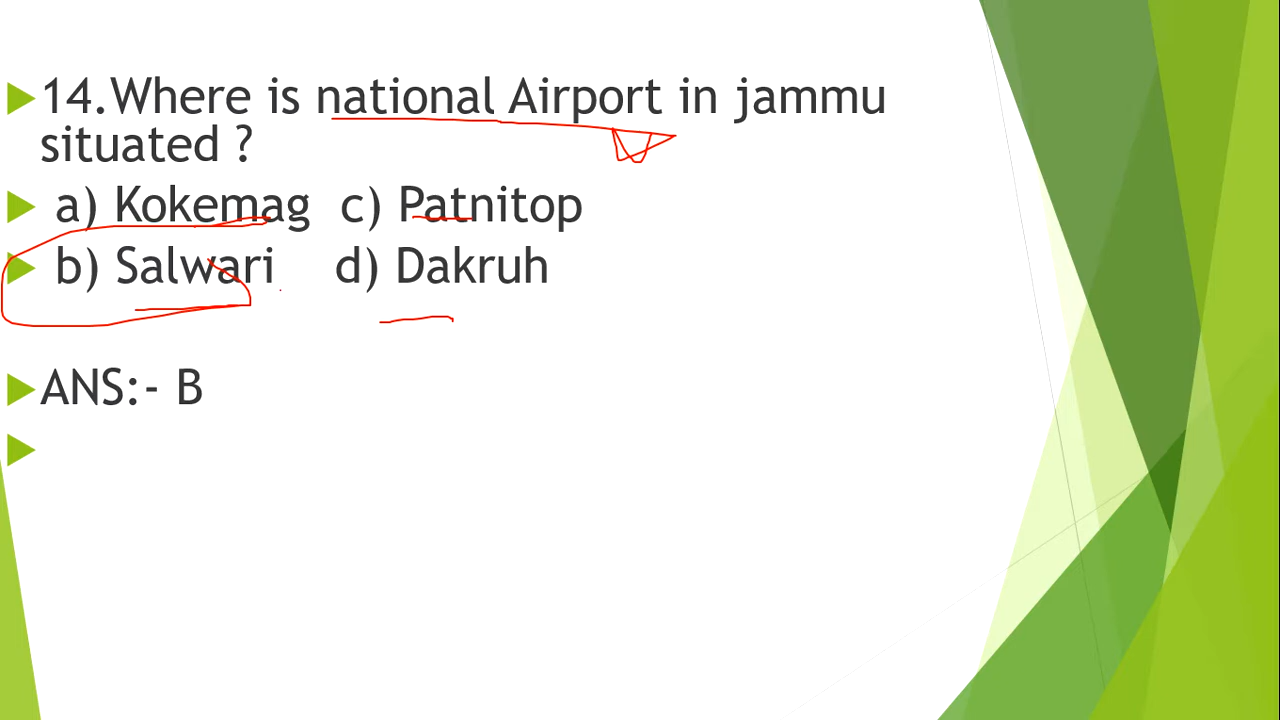 14.Where is national Airport in jammu
situated ?
a) Kokemag c) Patnitop
b) Salwari d) Dakruh
ANS:- B